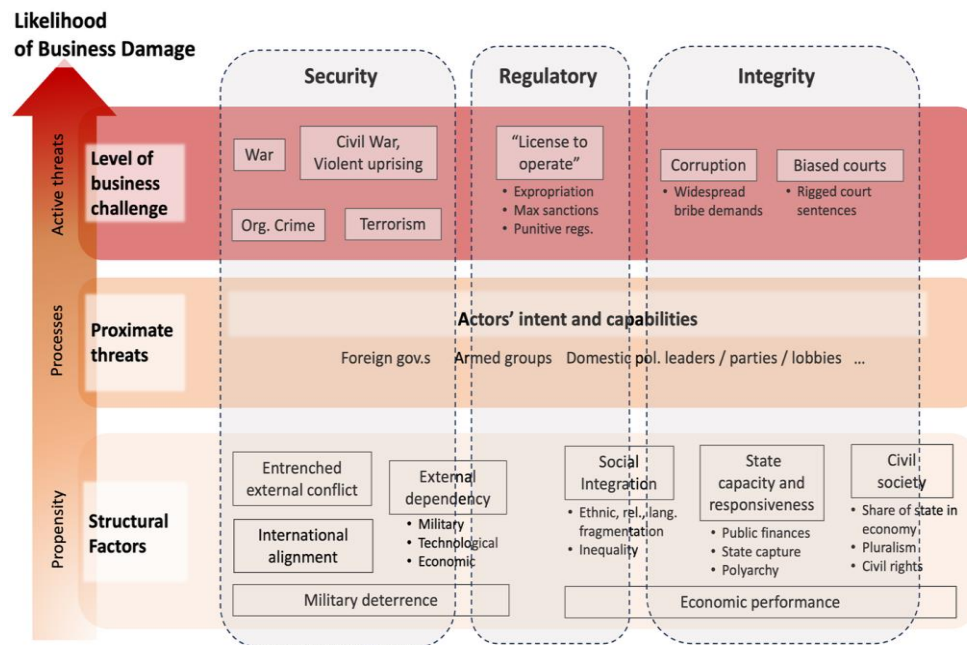 Likelihood
of Business Damage
Security
Regulatory
Integrity
Active threats
Level of
business
challenge
War
Civil War,
Violent uprising
Org. Crime
Terrorism
“License to
operate”
• Expropriation
• Max sanctions
• Punitive regs.
Corruption
• Widespread
bribe demands
Biased courts
• Rigged court
sentences
Processes
Proximate
threats
Actors’ intent and capabilities
Foreign gov.s Armed groups Domestic pol. leaders / parties / lobbies ...
Propensity
Structural
Factors
Entrenched
external conflict
International
alignment
External
dependency
• Military
• Technological
• Economic
Military deterrence
Social
Integration
• Ethnic, rel., lang.
fragmentation
• Inequality
State
capacity and
responsiveness
• Public finances
• State capture
• Polyarchy
Civil
society
• Share of state in
economy
• Pluralism
• Civil rights
Economic performance